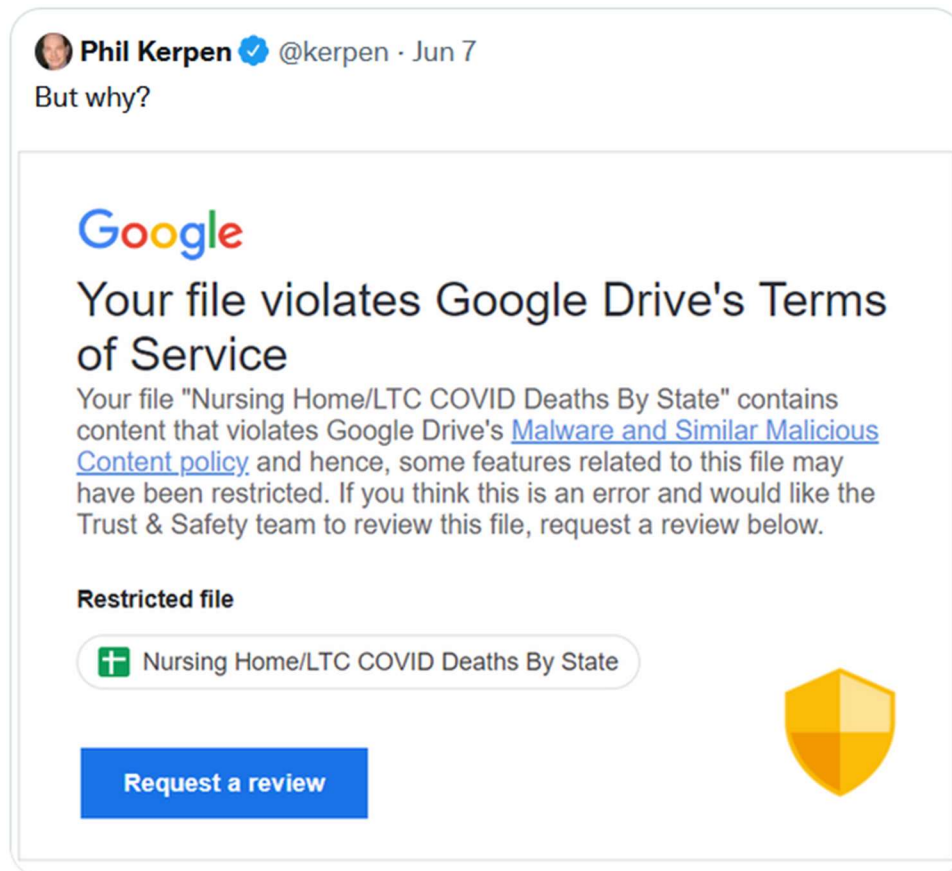 Phil Kerpen @kerpen · Jun 7
But why?
Google
Your file violates Google Drive's Terms
of Service
Your file "Nursing Home/LTC COVID Deaths By State" contains
content that violates Google Drive's Malware and Similar Malicious
Content policy and hence, some features related to this file may
have been restricted. If you think this is an error and would like the
Trust & Safety team to review this file, request a review below.
Restricted file
Nursing Home/LTC COVID Deaths By State
Request a review